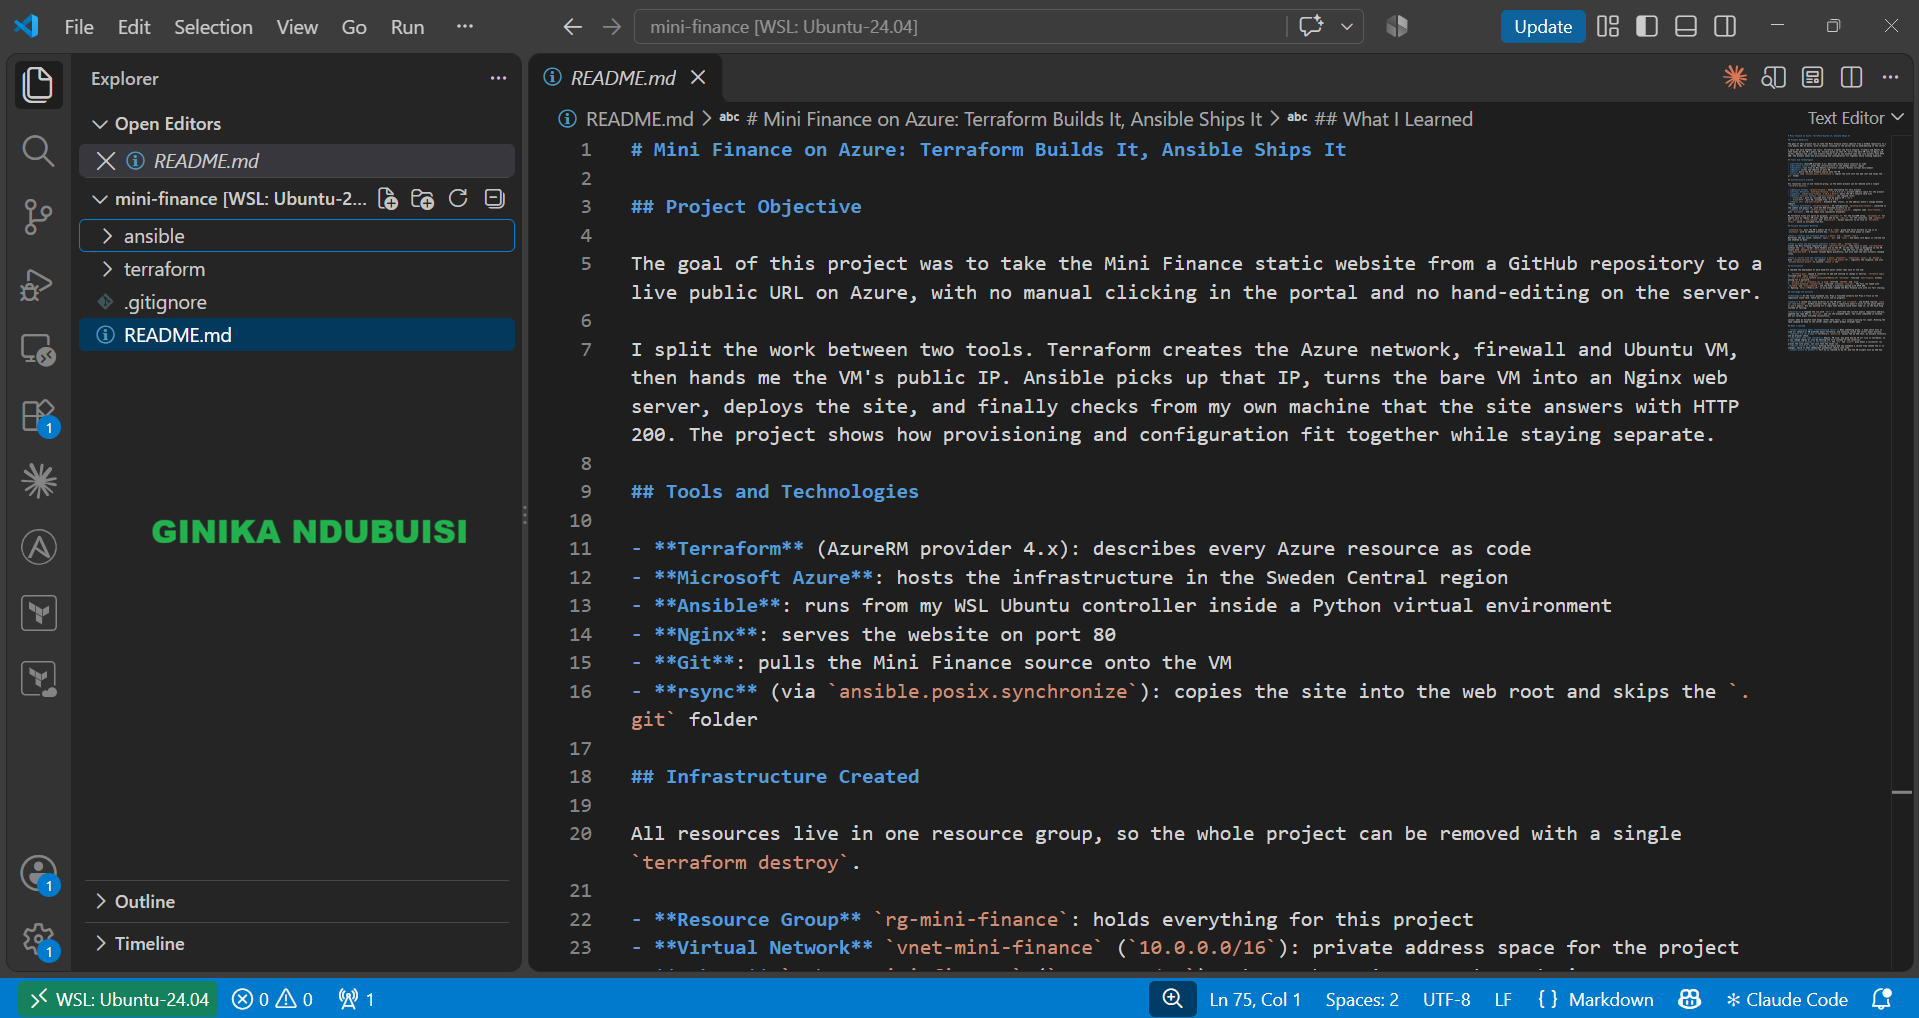 File Edit Selection View Go Run ···
mini-finance [WSL: Ubuntu-24.04]
Update
Explorer
Open Editors
README.md
mini-finance [WSL: Ubuntu-2...
ansible
terraform
.gitignore
README.md
GINIKA NDUBUISI
Outline
Timeline
README.md
README.md > abc # Mini Finance on Azure: Terraform Builds It, Ansible Ships It > abc ## What I Learned
Text Editor
1 # Mini Finance on Azure: Terraform Builds It, Ansible Ships It
2
3 ## Project Objective
4
5 The goal of this project was to take the Mini Finance static website from a GitHub repository to a
live public URL on Azure, with no manual clicking in the portal and no hand-editing on the server.
6
7 I split the work between two tools. Terraform creates the Azure network, firewall and Ubuntu VM,
then hands me the VM's public IP. Ansible picks up that IP, turns the bare VM into an Nginx web
server, deploys the site, and finally checks from my own machine that the site answers with HTTP
200. The project shows how provisioning and configuration fit together while staying separate.
8
9 ## Tools and Technologies
10
11 - **Terraform** (AzureRM provider 4.x): describes every Azure resource as code
12 - **Microsoft Azure**: hosts the infrastructure in the Sweden Central region
13 - **Ansible**: runs from my WSL Ubuntu controller inside a Python virtual environment
14 - **Nginx**: serves the website on port 80
15 - **Git**: pulls the Mini Finance source onto the VM
16 - **rsync** (via `ansible.posix.synchronize`): copies the site into the web root and skips the `.
git` folder
17
18 ## Infrastructure Created
19
20 All resources live in one resource group, so the whole project can be removed with a single
`terraform destroy`.
21
22 - **Resource Group** `rg-mini-finance`: holds everything for this project
23 - **Virtual Network** `vnet-mini-finance` (`10.0.0.0/16`): private address space for the project
1
1
1
WSL: Ubuntu-24.04 0 0 1
Ln 75, Col 1 Spaces: 2 UTF-8 LF { } Markdown Claude Code